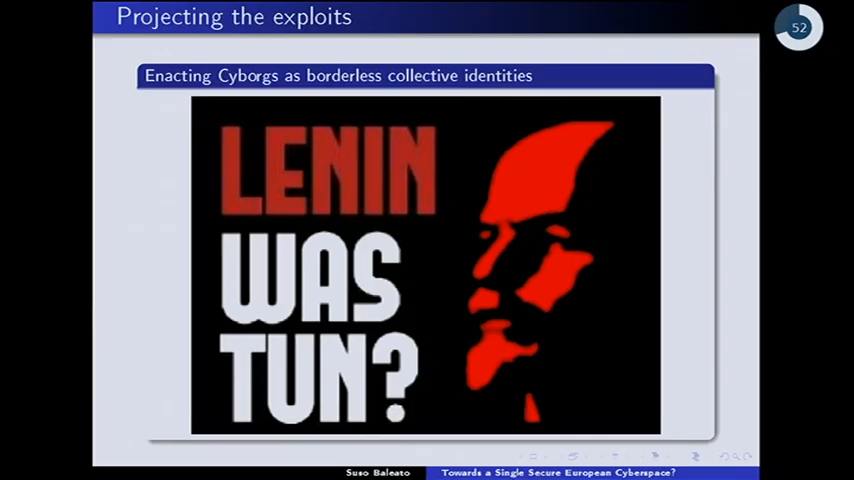 Projecting the exploits
52
Enacting Cyborgs as borderless collective identities
LENIN
WAS
TUN?
Suso Baleato
Towards a Single Secure European Cyberspace?